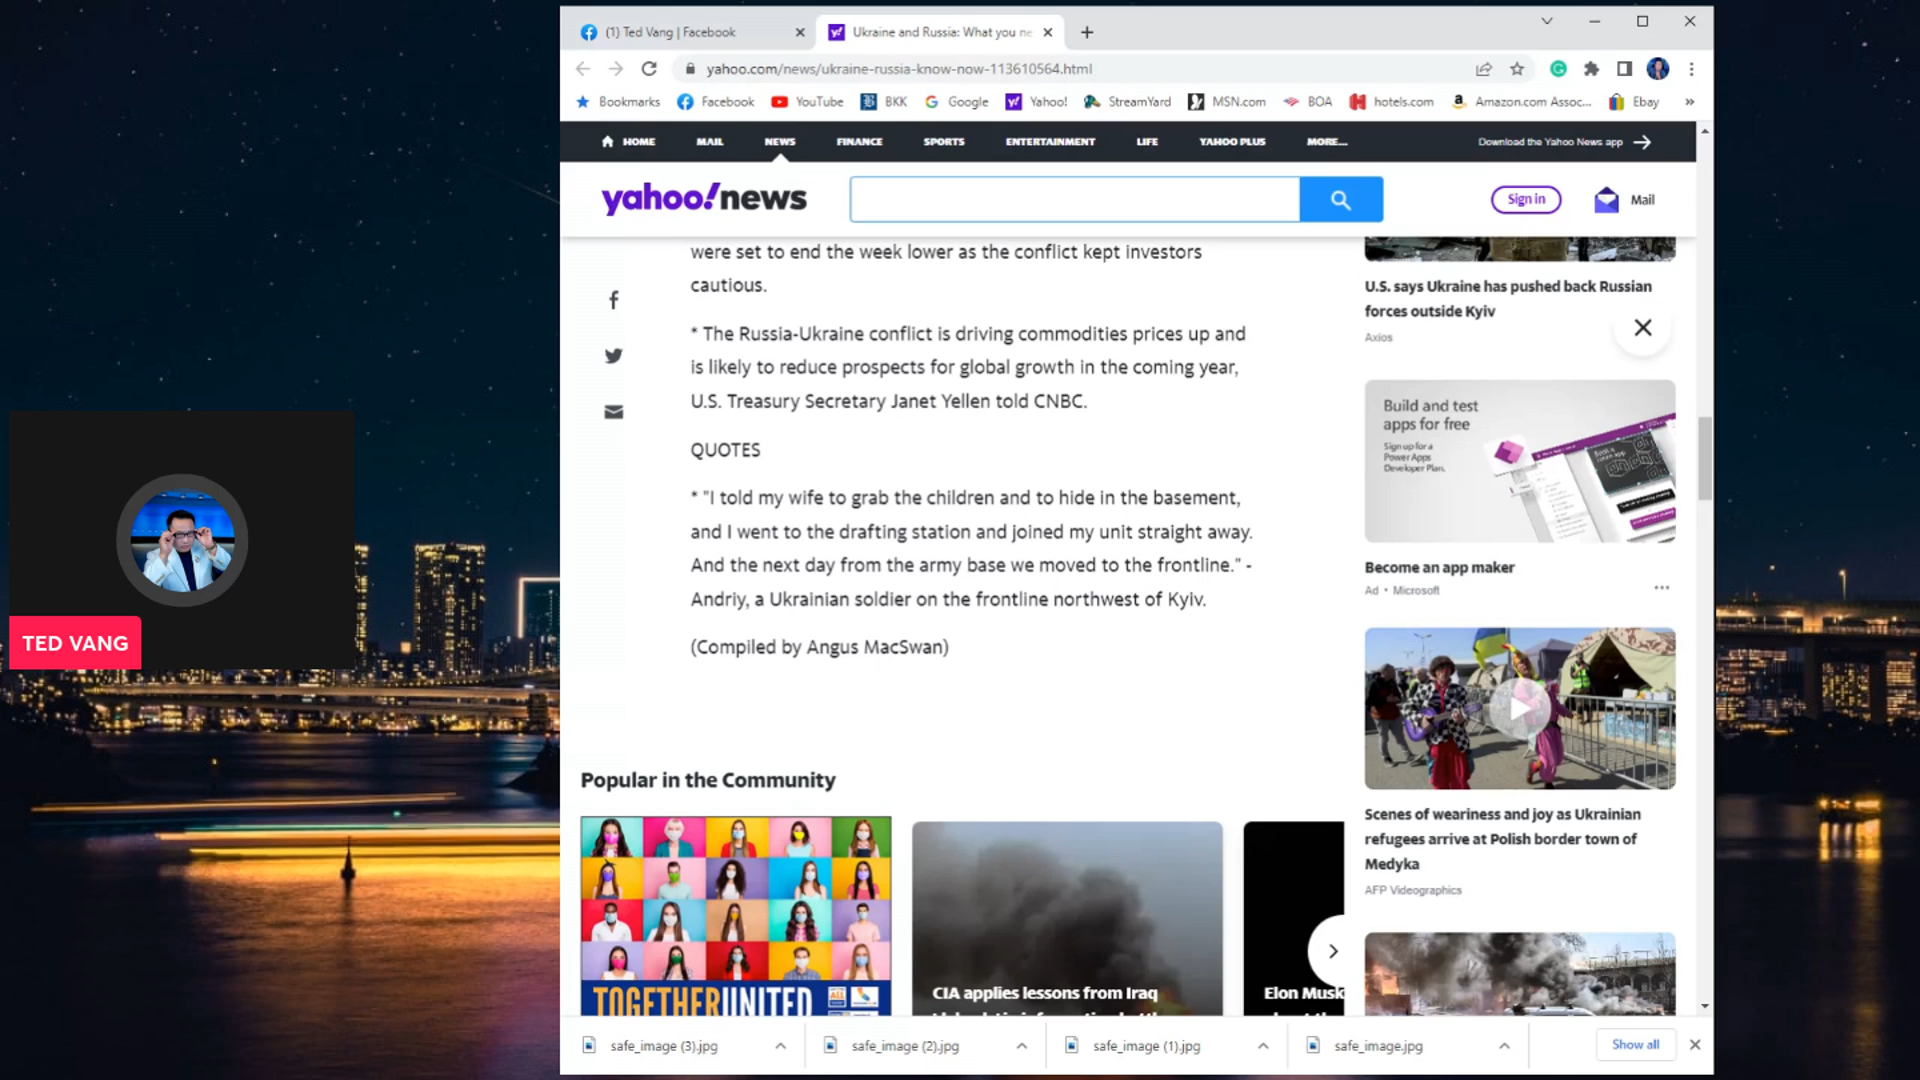 (1) Ted Vang | Facebook
Ukraine and Russia: What you ne
yahoo.com/news/ukraine-russia-know-now-113610564.html
Bookmarks Facebook YouTube BKK Google Yahoo! StreamYard MSN.com BOA hotels.com Amazon.com Assoc... Ebay »
HOME MAIL NEWS FINANCE SPORTS ENTERTAINMENT LIFE YAHOO PLUS MORE...
Download the Yahoo News app
yahoo!news
Sign in
Mail
were set to end the week lower as the conflict kept investors
cautious.
* The Russia-Ukraine conflict is driving commodities prices up and
is likely to reduce prospects for global growth in the coming year,
U.S. Treasury Secretary Janet Yellen told CNBC.
QUOTES
* "I told my wife to grab the children and to hide in the basement,
and I went to the drafting station and joined my unit straight away.
And the next day from the army base we moved to the frontline." -
Andriy, a Ukrainian soldier on the frontline northwest of Kyiv.
(Compiled by Angus MacSwan)
U.S. says Ukraine has pushed back Russian
forces outside Kyiv
Axios
Build and test
apps for free
Sign up for a
Power Apps
Developer Plan.
Become an app maker
Ad • Microsoft
Scenes of weariness and joy as Ukrainian
refugees arrive at Polish border town of
Medyka
AFP Videographics
TED VANG
Popular in the Community
TOGETHER UNITED
CIA applies lessons from Iraq
Elon Musk
safe_image (3).jpg
safe_image (2).jpg
safe_image (1).jpg
safe_image.jpg
Show all